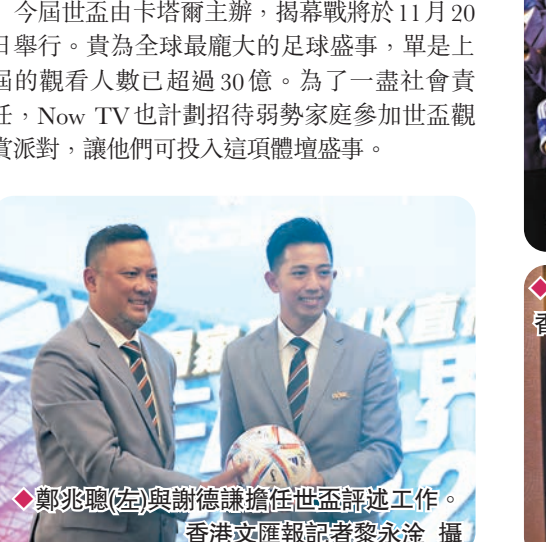 今屆世盃由卡塔爾主辦，揭幕戰將於11月20
日舉行。貴為全球最龐大的足球盛事，單是上
屆的觀看人數已超過30億。為了一盡社會責
任，Now TV也計劃招待弱勢家庭參加世盃觀
賞派對，讓他們可投入這項體壇盛事。
4K直
界
◆鄭兆聰(左)與謝德謙擔任世盃評述工作。
香港文匯報記者黎永淦 攝
◆
香